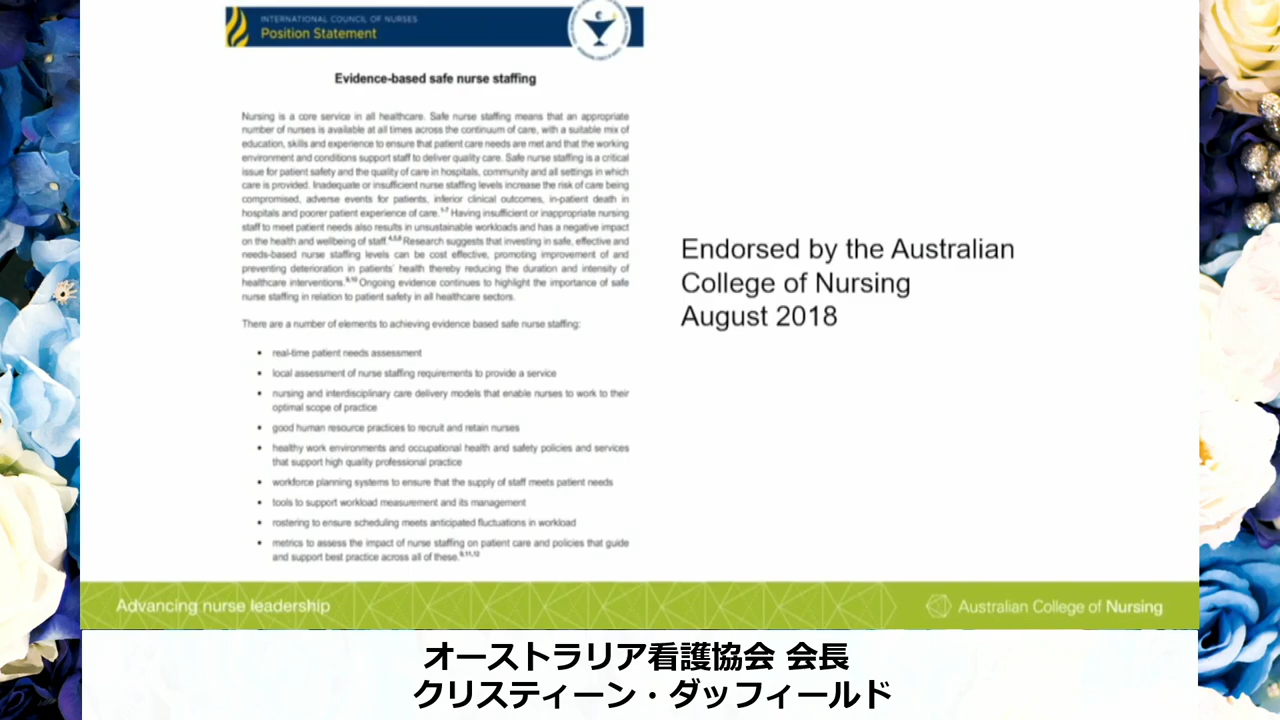 INTERNATIONAL COUNCIL OF NURSES
Position Statement
Evidence-based safe nurse staffing
Nursing is a core service in all healthcare. Safe nurse staffing means that an appropriate
number of nurses is available at all times across the continuum of care, with a suitable mix of
education, skills and experience to ensure that patient care needs are met and that the working
environment and conditions support staff to deliver quality care. Safe nurse staffing is a critical
issue for patient safety and the quality of care in hospitals, community and all settings in which
care is provided. Inadequate or insufficient nurse staffing levels increase the risk of care being
compromised, adverse events for patients, inferior clinical outcomes, in-patient death in
hospitals and poorer patient experience of care.1-7 Having insufficient or inappropriate nursing
staff to meet patient needs also results in unsustainable workloads and has a negative impact
on the health and wellbeing of staff. Research suggests that investing in safe, effective and
needs-based nurse staffing levels can be cost effective, promoting improvement of and
preventing deterioration in patients' health thereby reducing the duration and intensity of
healthcare interventions.9,10 Ongoing evidence continues to highlight the importance of safe
nurse staffing in relation to patient safety in all healthcare sectors.
There are a number of elements to achieving evidence based safe nurse staffing:
• real-time patient needs assessment
• local assessment of nurse staffing requirements to provide a service
• nursing and interdisciplinary care delivery models that enable nurses to work to their
optimal scope of practice
• good human resource practices to recruit and retain nurses
• healthy work environments and occupational health and safety policies and services
that support high quality professional practice
• workforce planning systems to ensure that the supply of staff meets patient needs
• tools to support workload measurement and its management
• rostering to ensure scheduling meets anticipated fluctuations in workload
• metrics to assess the impact of nurse staffing on patient care and policies that guide
and support best practice across all of these.9,11,12
Endorsed by the Australian
College of Nursing
August 2018
Advancing nurse leadership
Australian College of Nursing
オーストラリア看護協会 会長
クリスティーン・ダッフィールド